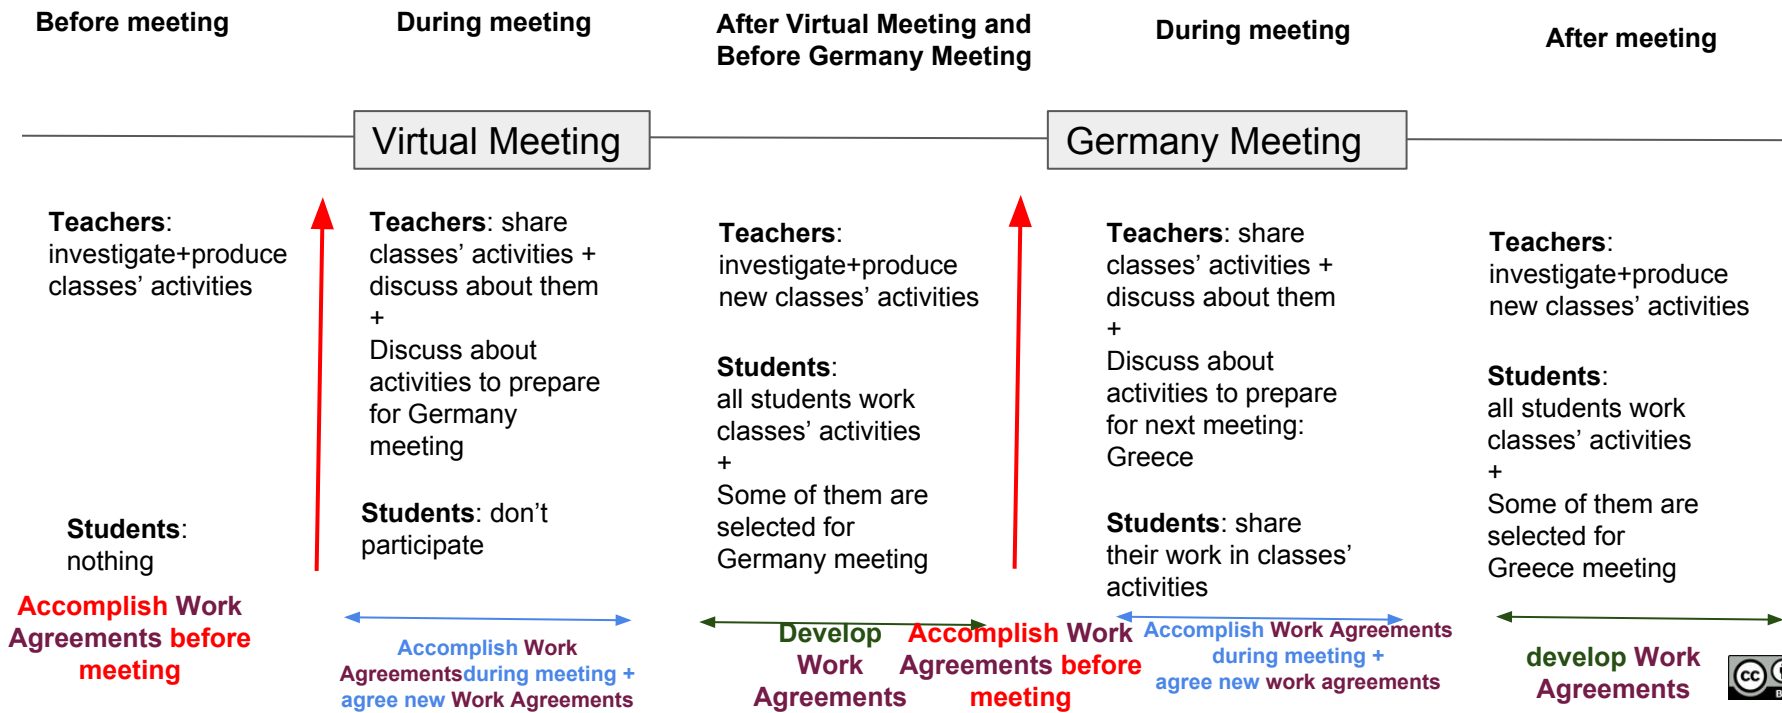 Before meeting
During meeting
After Virtual Meeting and
Before Germany Meeting
During meeting
After meeting
Virtual Meeting
Germany Meeting
Teachers:
investigate+produce
classes’ activities
Students:
nothing
Accomplish Work
Agreements before
meeting
Teachers: share
classes’ activities +
discuss about them
+
Discuss about
activities to prepare
for Germany
meeting
Students: don’t
participate
Accomplish Work
Agreementsduring meeting +
agree new Work Agreements
Teachers:
investigate+produce
new classes’ activities
Students:
all students work
classes’ activities
+
Some of them are
selected for
Germany meeting
Develop
Work
Agreements
Accomplish Work
Agreements before
meeting
Teachers: share
classes’ activities +
discuss about them
+
Discuss about
activities to prepare
for next meeting:
Greece
Students: share
their work in classes’
activities
Accomplish Work Agreements
during meeting +
agree new work agreements
Teachers:
investigate+produce
new classes’ activities
Students:
all students work
classes’ activities
+
Some of them are
selected for
Greece meeting
develop Work
Agreements
cc